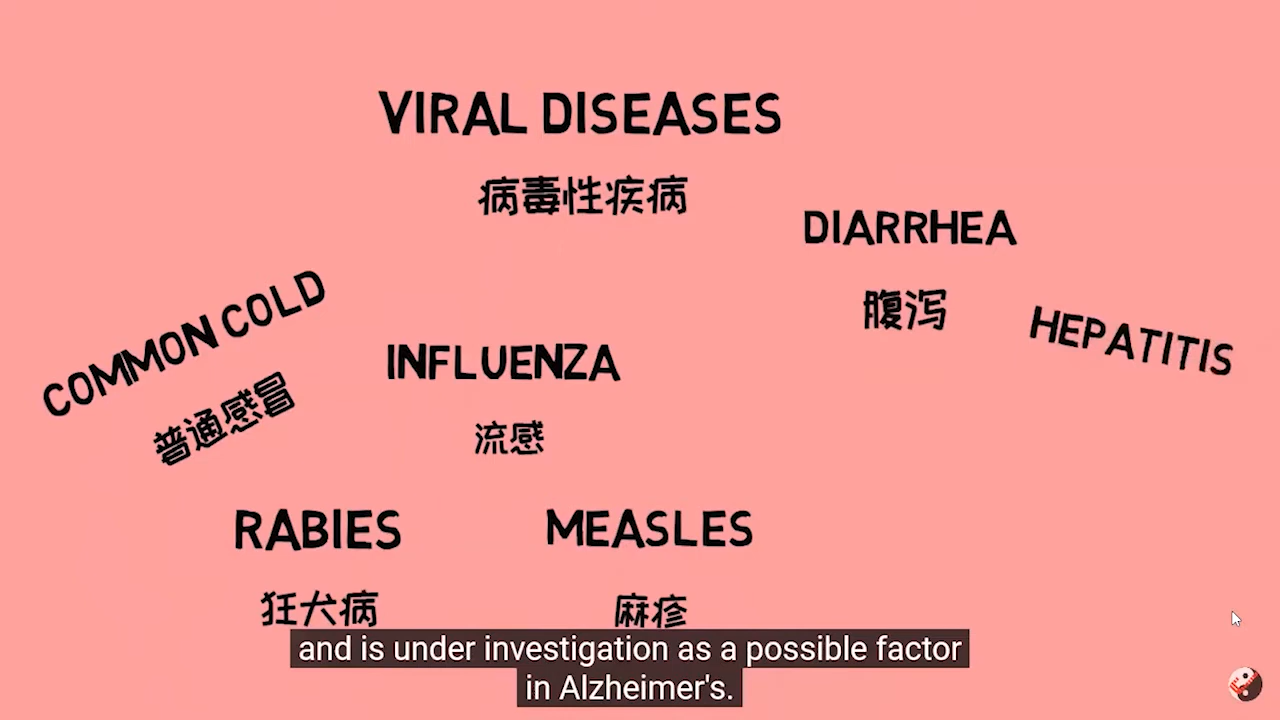 VIRAL DISEASES
病毒性疾病
DIARRHEA
腹泻
HEPATITIS
COMMON COLD
普通感冒
INFLUENZA
流感
RABIES
狂犬病
MEASLES
麻疹
and is under investigation as a possible factor
in Alzheimer's.